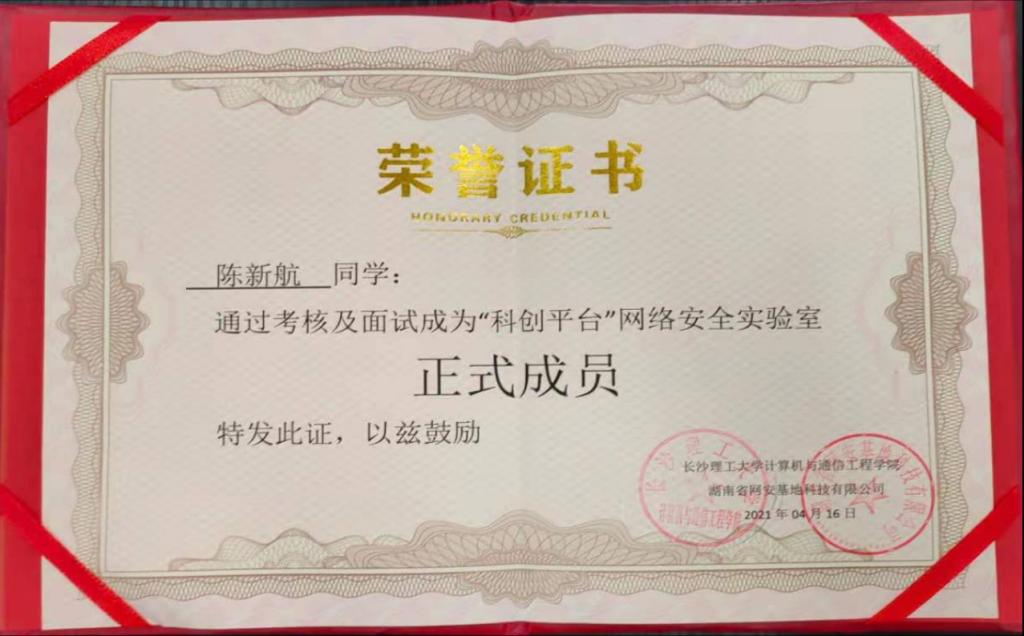 荣誉证书
HONORARY CREDENTIAL
陈新航 同学：
通过考核及面试成为“科创平台”网络安全实验室
正式成员
特发此证，以兹鼓励
长沙理工大学计算机与通信工程学院
湖南省网安基地科技有限公司
2021 年 04 月 16 日